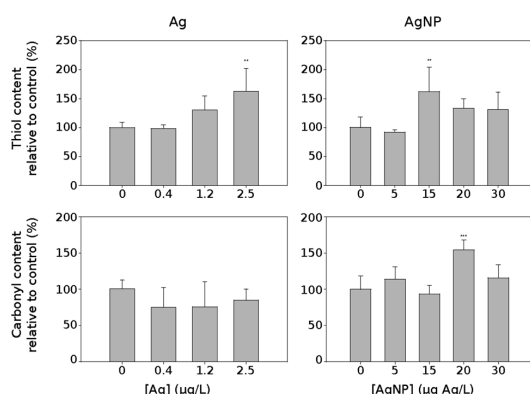 Ag
AgNP
Thiol content
relative to control (%)
250
200
150
100
50
0
**
0 0.4 1.2 2.5
250
200
150
100
50
0
**
0 5 15 20 30
Carbonyl content
relative to control (%)
200
150
100
50
0
0 0.4 1.2 2.5
[Ag] (µg/L)
200
150
100
50
0
***
0 5 15 20 30
[AgNP] (µg Ag/L)